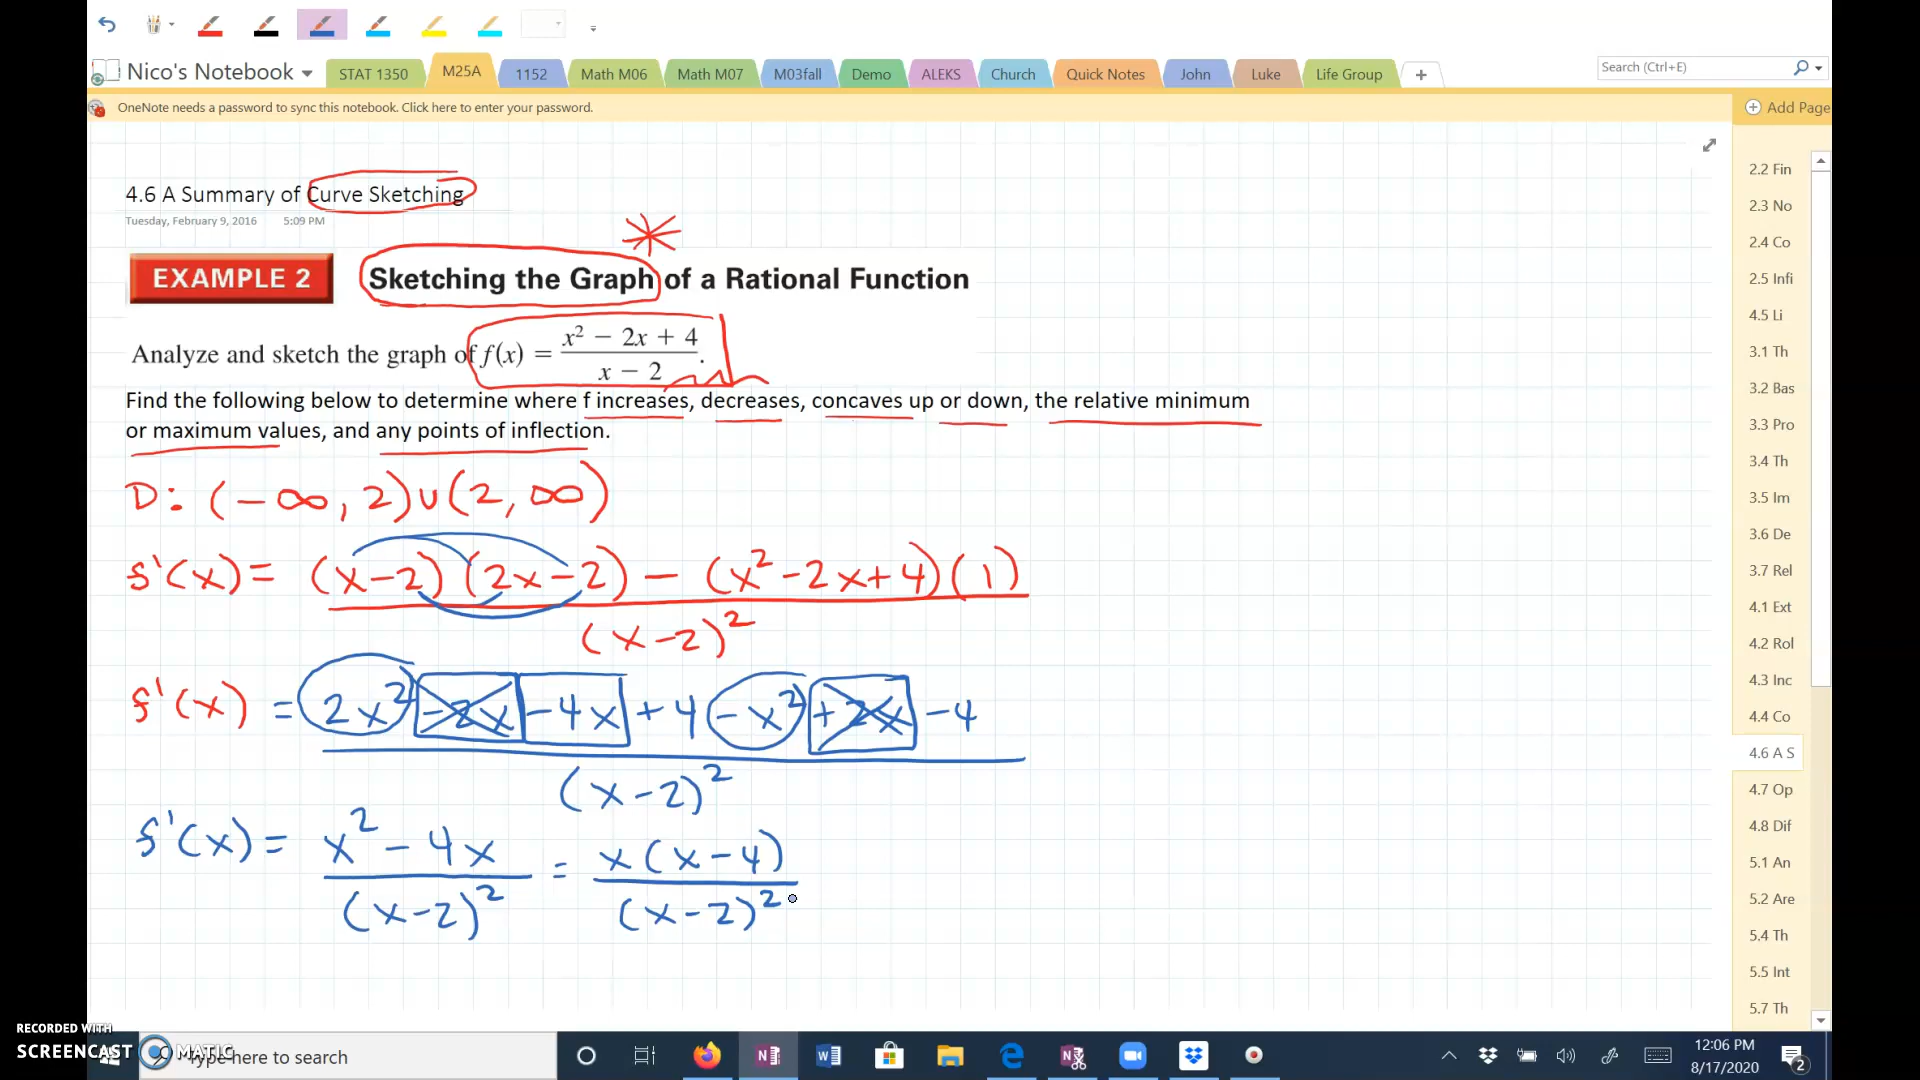 Nico's Notebook
STAT 1350
M25A
1152
Math M06
Math M07
M03fall
Demo
ALEKS
Church
Quick Notes
John
Luke
Life Group
Search (Ctrl+E)
OneNote needs a password to sync this notebook. Click here to enter your password.
Add Page
4.6 A Summary of Curve Sketching
Tuesday, February 9, 2016 5:09 PM
EXAMPLE 2 Sketching the Graph of a Rational Function
Analyze and sketch the graph of f(x) = (x² − 2x + 4)/(x − 2).
Find the following below to determine where f increases, decreases, concaves up or down, the relative minimum
or maximum values, and any points of inflection.
D: (-∞, 2)∪(2, ∞)
f'(x) = (x-2)(2x-2) - (x²-2x+4)(1)
(x-2)²
f'(x) = 2x² -2x -4x +4 -x² +2x -4
(x-2)²
f'(x) = (x²-4x)/(x-2)² = x(x-4)/(x-2)²
2.2 Fin
2.3 No
2.4 Co
2.5 Infi
4.5 Li
3.1 Th
3.2 Bas
3.3 Pro
3.4 Th
3.5 Im
3.6 De
3.7 Rel
4.1 Ext
4.2 Rol
4.3 Inc
4.4 Co
4.6 A S
4.7 Op
4.8 Dif
5.1 An
5.2 Are
5.4 Th
5.5 Int
5.7 Th
RECORDED WITH
SCREENCAST MATIC
Type here to search
12:06 PM
8/17/2020
2